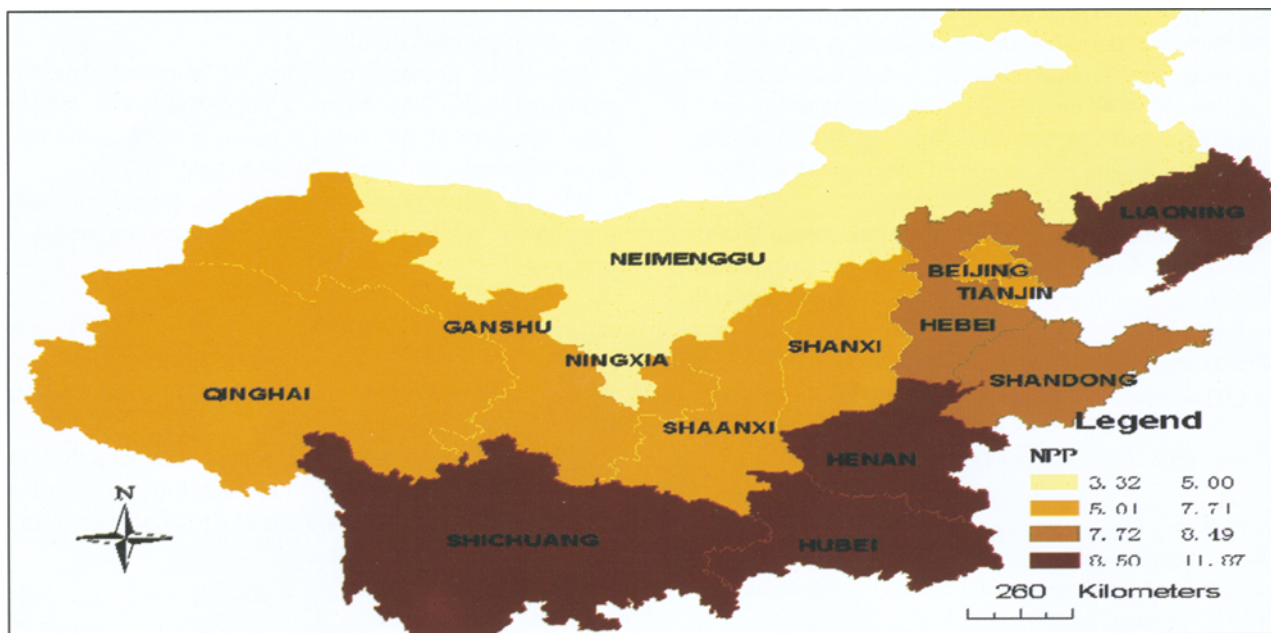 LIAONING
NEIMENGGU
BEIJING
TIANJIN
GANSHU
HEBEI
SHANXI
NINGXIA
SHANDONG
QINGHAI
SHAANXI
Legend
HENAN
NPP
3.32 5.00
5.01 7.71
7.72 8.49
8.50 11.87
N
SHICHUANG
HUBEI
260 Kilometers